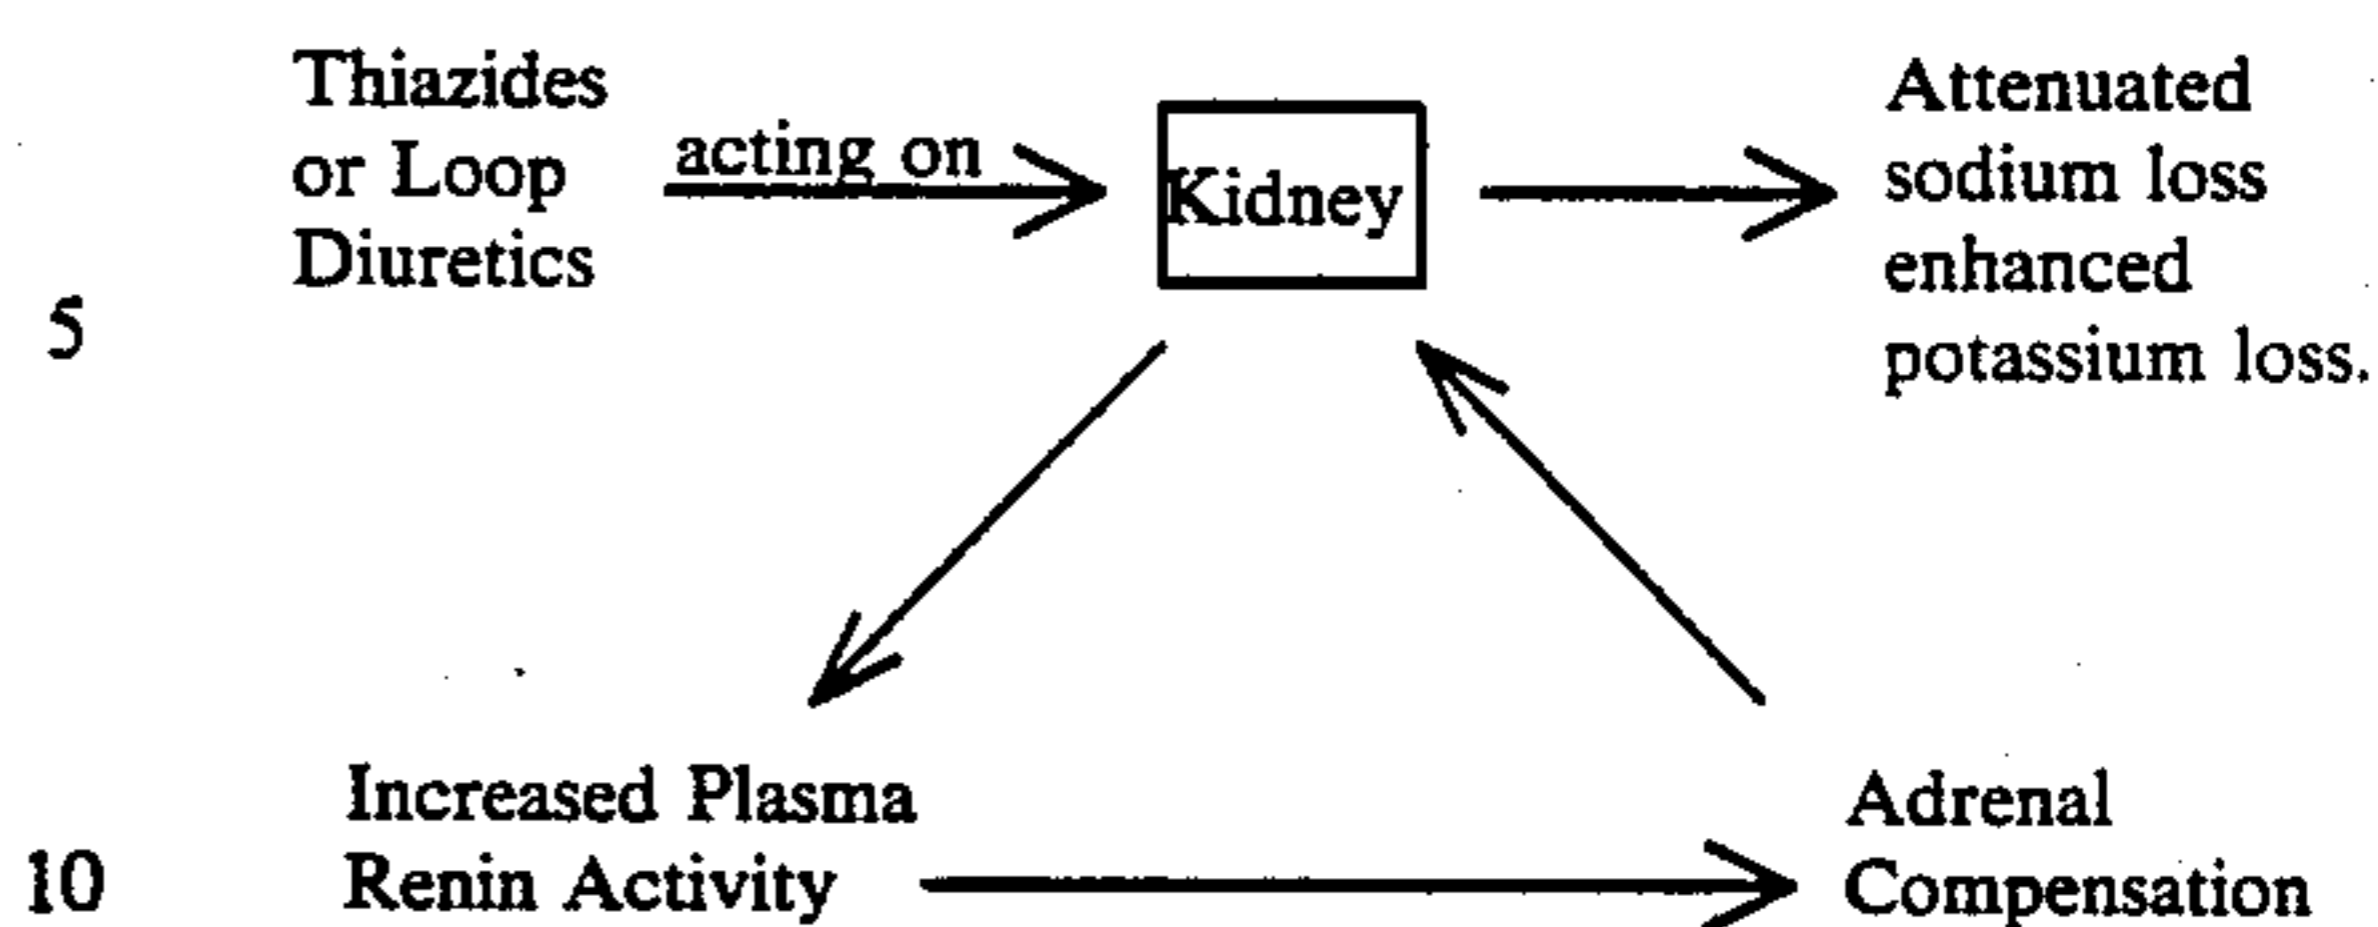 Thiazides
or Loop
Diuretics
acting on
Kidney
Attenuated
sodium loss
enhanced
potassium loss.
5
Increased Plasma
Renin Activity
Adrenal
Compensation
10